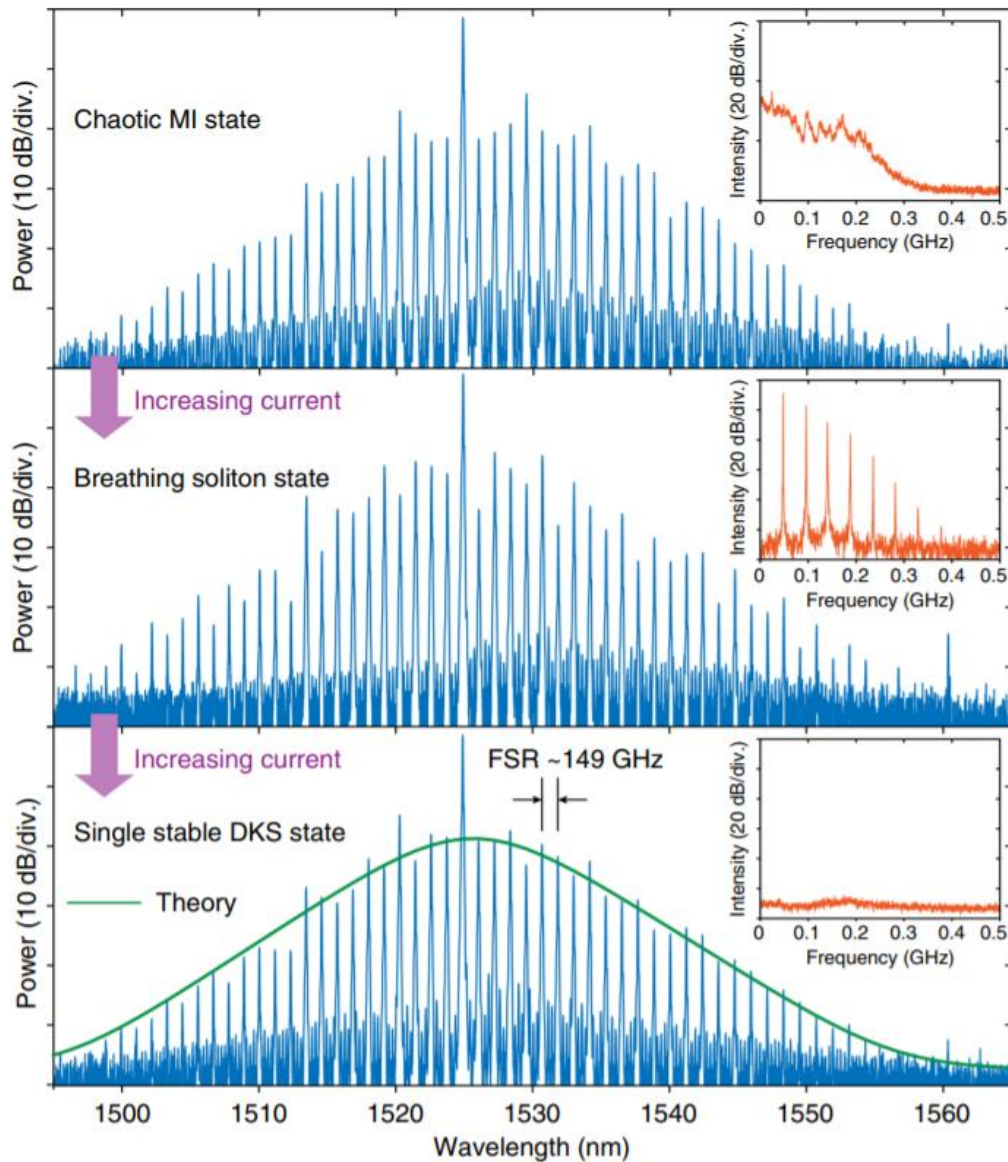 Power (10 dB/div.)
Chaotic MI state
Intensity (20 dB/div.)
0 0.1 0.2 0.3 0.4 0.5
Frequency (GHz)
Increasing current
Power (10 dB/div.)
Breathing soliton state
Intensity (20 dB/div.)
0 0.1 0.2 0.3 0.4 0.5
Frequency (GHz)
Increasing current
FSR ~149 GHz
Power (10 dB/div.)
Single stable DKS state
Theory
Intensity (20 dB/div.)
0 0.1 0.2 0.3 0.4 0.5
Frequency (GHz)
1500 1510 1520 1530 1540 1550 1560
Wavelength (nm)